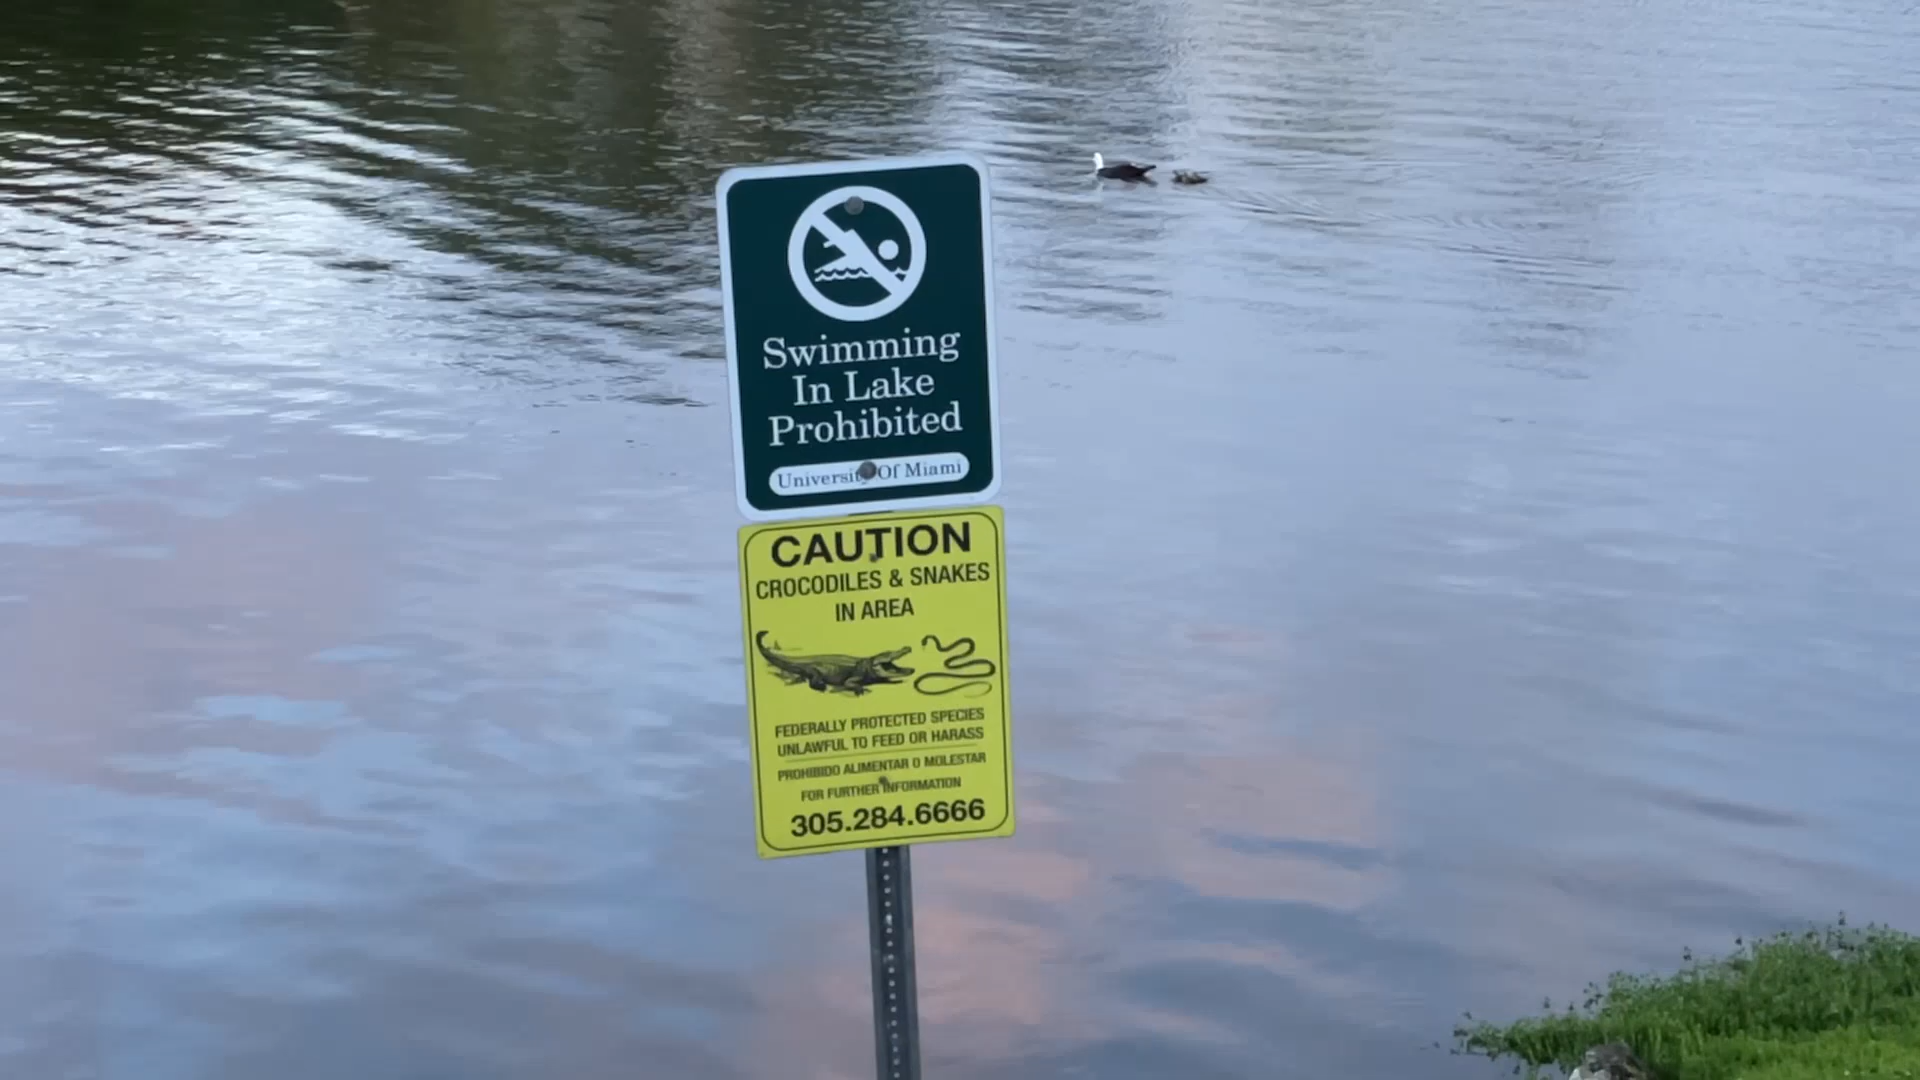 Swimming
In Lake
Prohibited
University Of Miami
CAUTION
CROCODILES & SNAKES
IN AREA
FEDERALLY PROTECTED SPECIES
UNLAWFUL TO FEED OR HARASS
PROHIBIDO ALIMENTAR O MOLESTAR
FOR FURTHER INFORMATION
305.284.6666